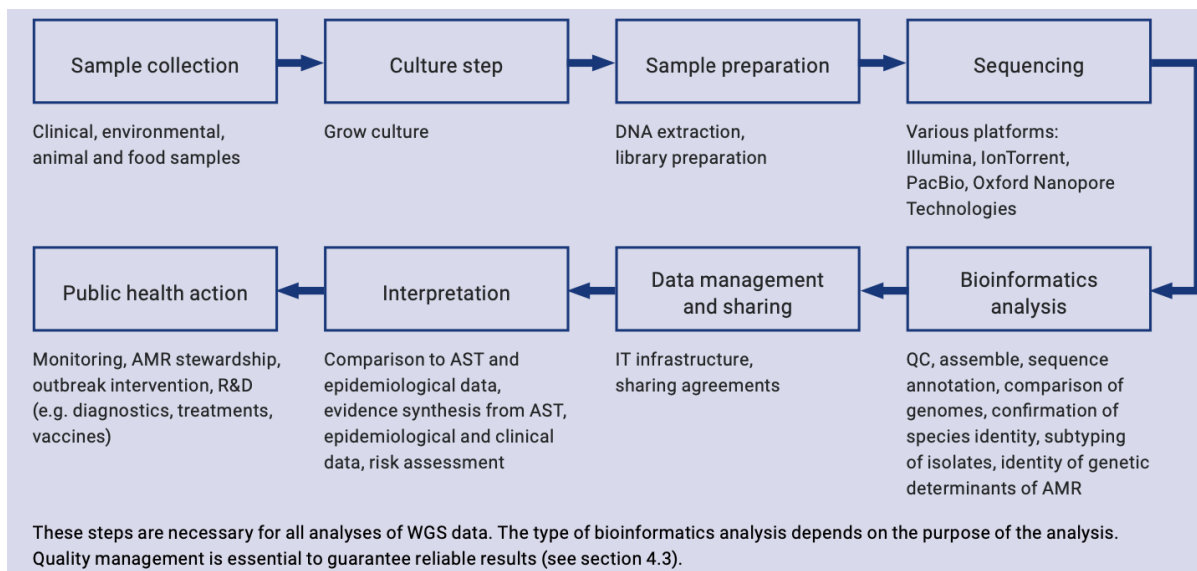 Sample collection
Culture step
Sample preparation
Sequencing
Clinical, environmental,
animal and food samples
Grow culture
DNA extraction,
library preparation
Various platforms:
Illumina, IonTorrent,
PacBio, Oxford Nanopore
Technologies
Bioinformatics
analysis
QC, assemble, sequence
annotation, comparison of
genomes, confirmation of
species identity, subtyping
of isolates, identity of genetic
determinants of AMR
Data management
and sharing
IT infrastructure,
sharing agreements
Interpretation
Comparison to AST and
epidemiological data,
evidence synthesis from AST,
epidemiological and clinical
data, risk assessment
Public health action
Monitoring, AMR stewardship,
outbreak intervention, R&D
(e.g. diagnostics, treatments,
vaccines)
These steps are necessary for all analyses of WGS data. The type of bioinformatics analysis depends on the purpose of the analysis.
Quality management is essential to guarantee reliable results (see section 4.3).